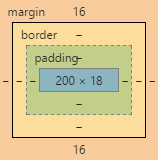 margin 16
border –
padding –
– – – 200 × 18 – – –
–
–
16